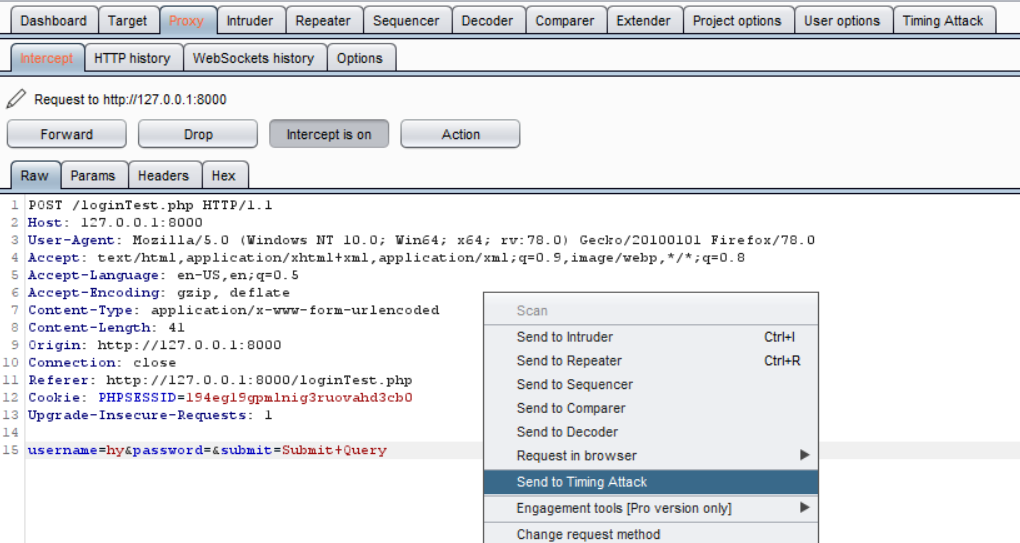 Dashboard Target Proxy Intruder Repeater Sequencer Decoder Comparer Extender Project options User options Timing Attack
Intercept HTTP history WebSockets history Options
Request to http://127.0.0.1:8000
Forward Drop Intercept is on Action
Raw Params Headers Hex
1 POST /loginTest.php HTTP/1.1
2 Host: 127.0.0.1:8000
3 User-Agent: Mozilla/5.0 (Windows NT 10.0; Win64; x64; rv:78.0) Gecko/20100101 Firefox/78.0
4 Accept: text/html,application/xhtml+xml,application/xml;q=0.9,image/webp,*/*;q=0.8
5 Accept-Language: en-US,en;q=0.5
6 Accept-Encoding: gzip, deflate
7 Content-Type: application/x-www-form-urlencoded
8 Content-Length: 41
9 Origin: http://127.0.0.1:8000
10 Connection: close
11 Referer: http://127.0.0.1:8000/loginTest.php
12 Cookie: PHPSESSID=194egl9gpmlnig3ruovahd3cb0
13 Upgrade-Insecure-Requests: 1
14
15 username=hy&password=&submit=Submit+Query
Scan
Send to Intruder Ctrl+I
Send to Repeater Ctrl+R
Send to Sequencer
Send to Comparer
Send to Decoder
Request in browser
Send to Timing Attack
Engagement tools [Pro version only]
Change request method